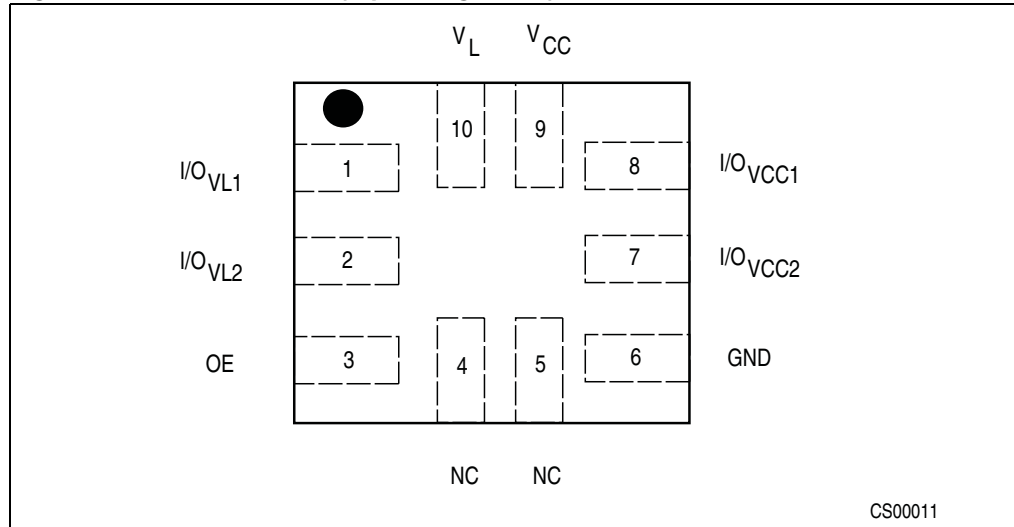 V_L V_CC
10 9
I/O_VL1 1 8 I/O_VCC1
I/O_VL2 2 7 I/O_VCC2
OE 3 4 5 6 GND
NC NC
CS00011